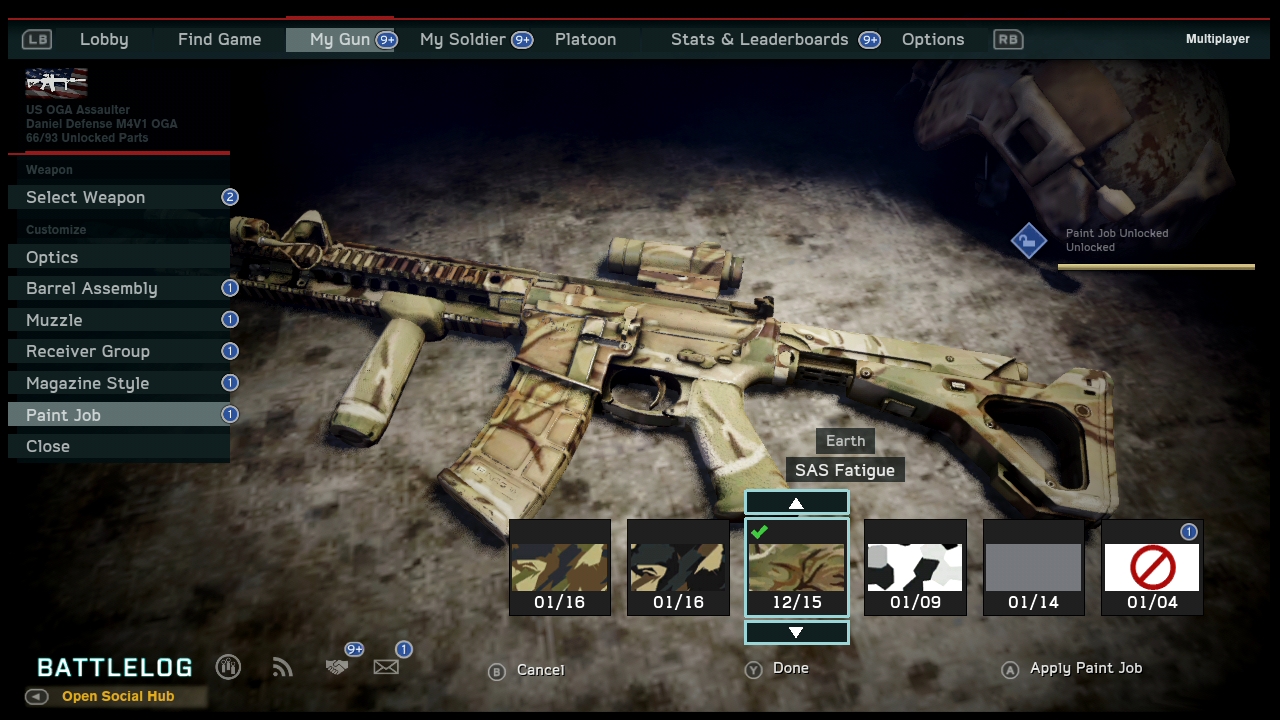 LB Lobby Find Game My Gun 9+ My Soldier 9+ Platoon Stats & Leaderboards 9+ Options RB Multiplayer
US OGA Assaulter
Daniel Defense M4V1 OGA
66/93 Unlocked Parts
Weapon
Select Weapon 2
Customize
Optics
Barrel Assembly 1
Muzzle 1
Receiver Group 1
Magazine Style 1
Paint Job 1
Close
Paint Job Unlocked
Unlocked
Earth
SAS Fatigue
1
01/16 01/16 12/15 01/09 01/14 01/04
BATTLELOG 9+ 1
B Cancel Y Done A Apply Paint Job
Open Social Hub